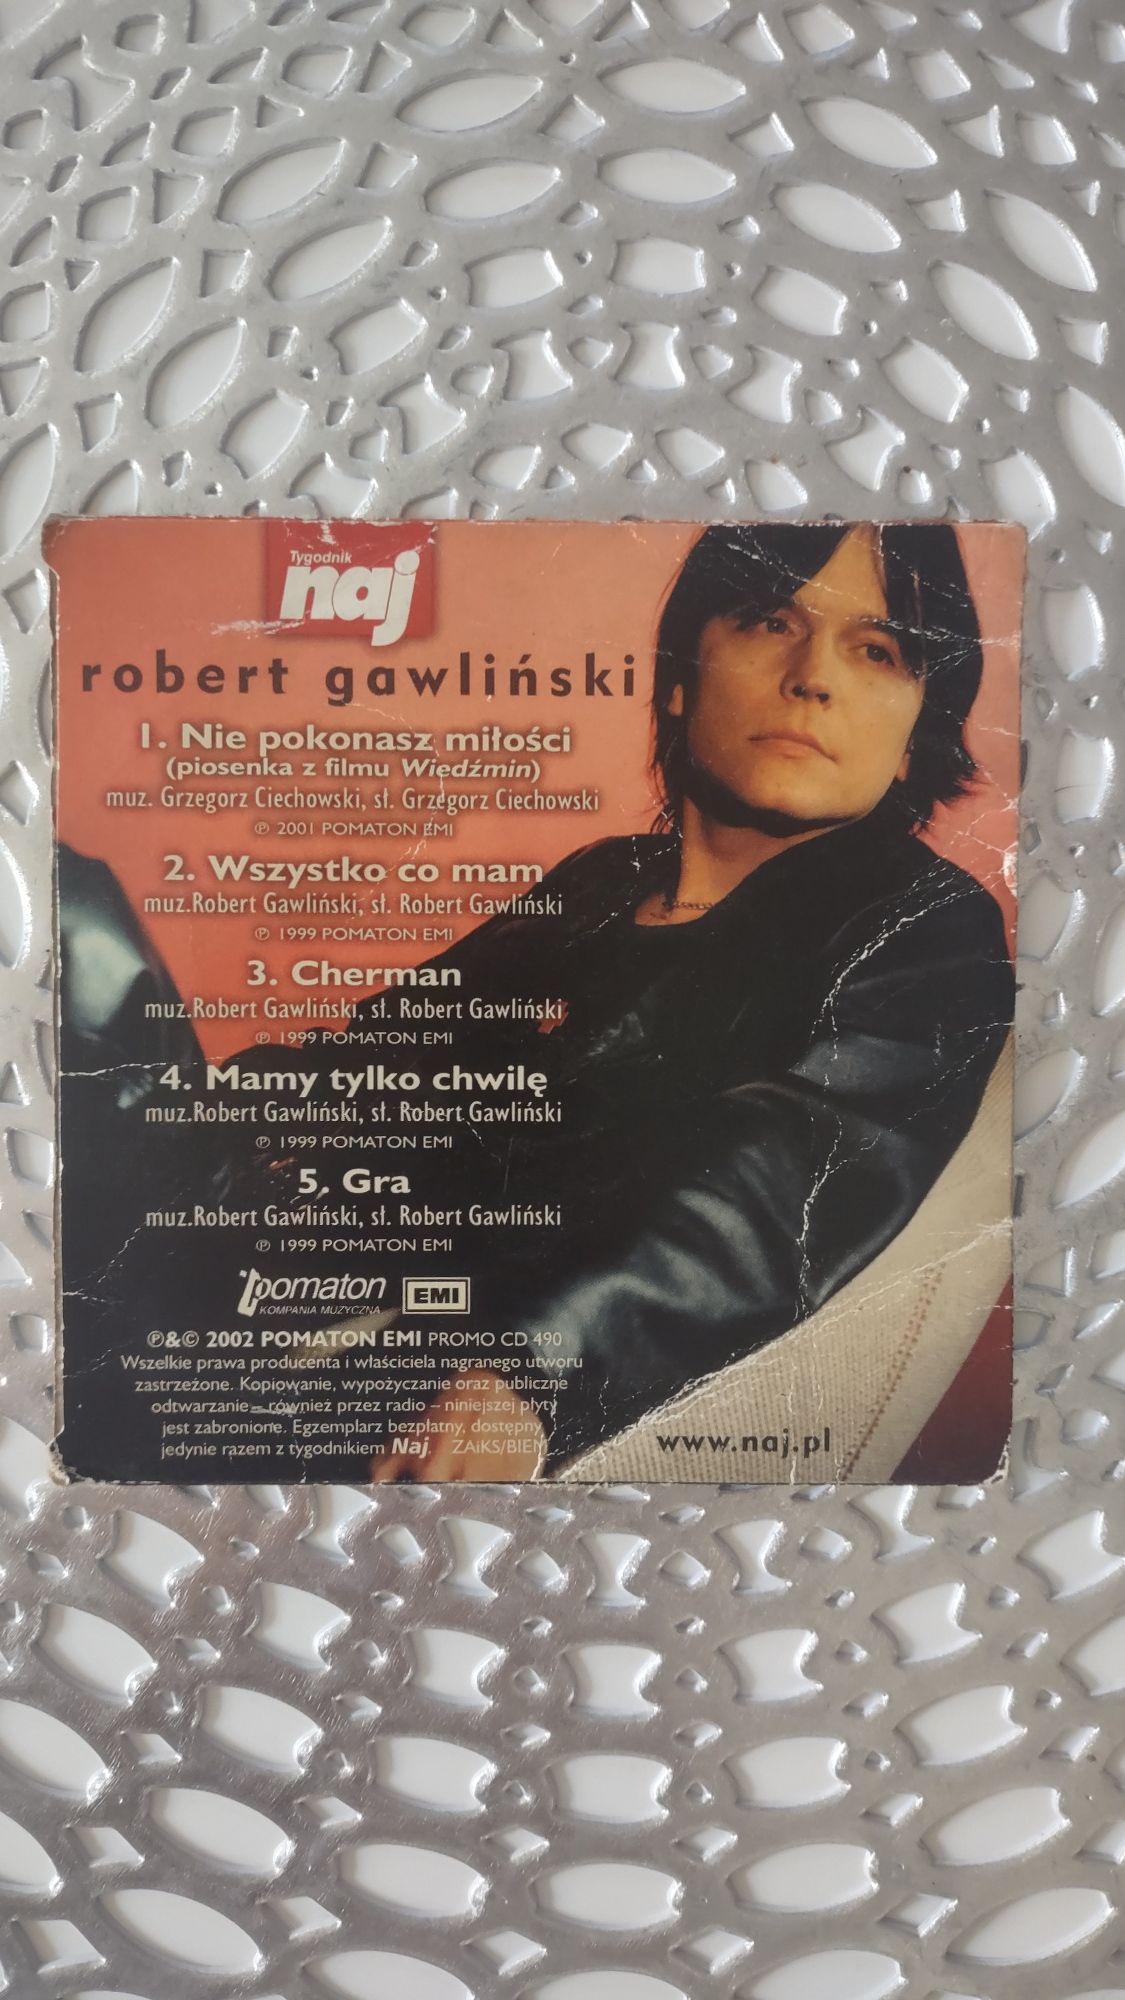 Tygodnik
naj
robert gawliński
1. Nie pokonasz miłości
(piosenka z filmu Wiedźmin)
muz. Grzegorz Ciechowski, sł. Grzegorz Ciechowski
℗ 2001 POMATON EMI
2. Wszystko co mam
muz.Robert Gawliński, sł. Robert Gawliński
℗ 1999 POMATON EMI
3. Cherman
muz.Robert Gawliński, sł. Robert Gawliński
℗ 1999 POMATON EMI
4. Mamy tylko chwilę
muz.Robert Gawliński, sł. Robert Gawliński
℗ 1999 POMATON EMI
5. Gra
muz.Robert Gawliński, sł. Robert Gawliński
℗ 1999 POMATON EMI
pomaton EMI
KOMPANIA MUZYCZNA
℗&© 2002 POMATON EMI PROMO CD 490
Wszelkie prawa producenta i właściciela nagranego utworu
zastrzeżone. Kopiowanie, wypożyczanie oraz publiczne
odtwarzanie – również przez radio – niniejszej płyty
jest zabronione. Egzemplarz bezpłatny, dostępny
jedynie razem z tygodnikiem Naj. ZAiKS/BIEM
www.naj.pl